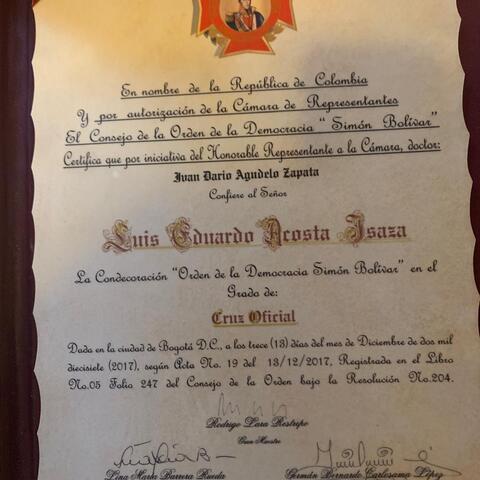 En nombre de la República de Colombia
Y por autorización de la Cámara de Representantes
El Consejo de la Orden de la Democracia " Simón Bolívar"
Certifica que por iniciativa del Honorable Representante a la Cámara, doctor:
Ivan Dario Agudelo Zapata
Confiere al Señor
Luis Eduardo Acosta Isaza
La Condecoración "Orden de la Democracia Simón Bolívar" en el
Grado de:
Cruz Oficial
Dada en la ciudad de Bogotá D.C., a los trece (13) días del mes de Diciembre de dos mil
diecisiete (2017), según Acta No. 19 del 13/12/2017, Registrada en el Libro
No.05 Folio 247 del Consejo de la Orden bajo la Resolución No.204.
Rodrigo Lara Restrepo
Gran Maestre
Lina María Barrera Rueda
Germán Bernardo Carlosama López